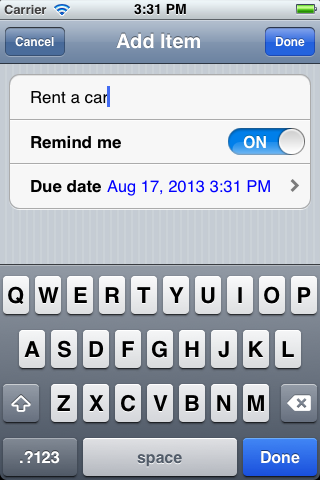 Carrier 3:31 PM
Cancel Add Item Done
Rent a car
Remind me ON
Due date Aug 17, 2013 3:31 PM
Q W E R T Y U I O P
A S D F G H J K L
Z X C V B N M
.?123 space Done